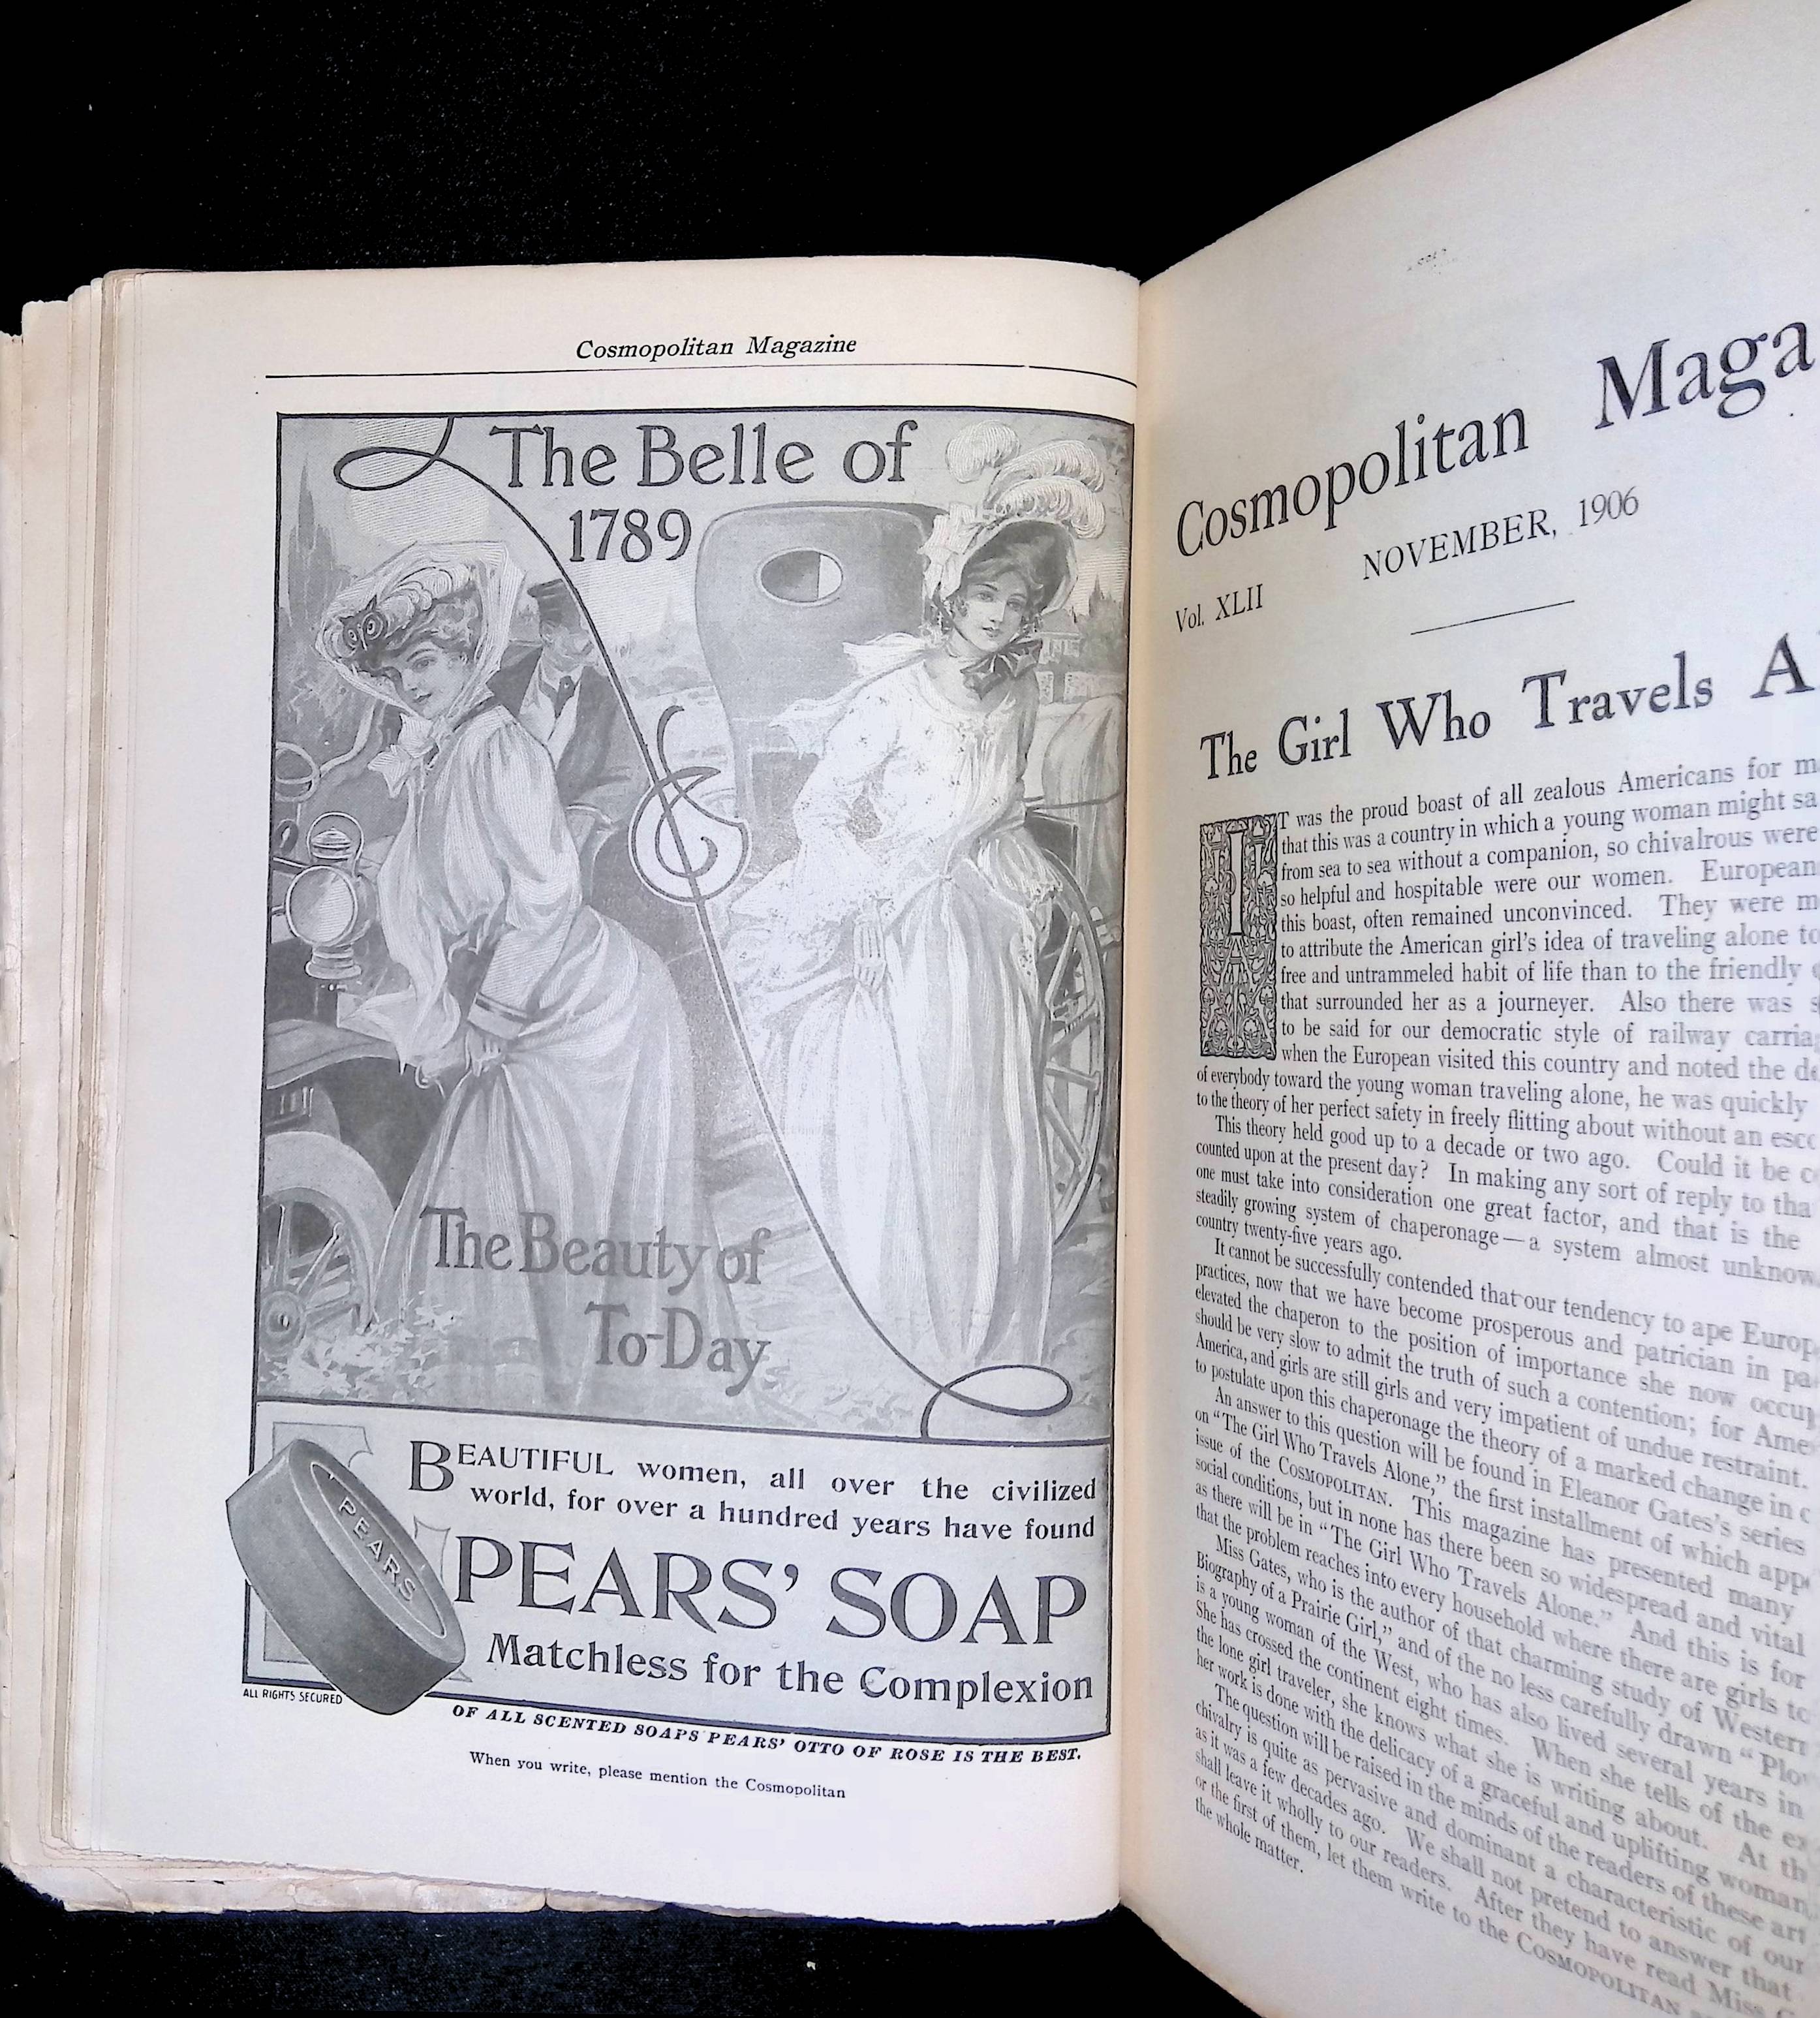 Cosmopolitan Magazine
The Belle of
1789
The Beauty of
To-Day
BEAUTIFUL women, all over the civilized
world, for over a hundred years have found
PEARS
PEARS' SOAP
Matchless for the Complexion
ALL RIGHTS SECURED
OF ALL SCENTED SOAPS PEARS' OTTO OF ROSE IS THE BEST.
When you write, please mention the Cosmopolitan
Cosmopolitan Maga
NOVEMBER, 1906
Vol. XLII
The Girl Who Travels A
IT was the proud boast of all zealous Americans for m
that this was a country in which a young woman might sa
from sea to sea without a companion, so chivalrous were
so helpful and hospitable were our women. European
this boast, often remained unconvinced. They were m
to attribute the American girl's idea of traveling alone to
free and untrammeled habit of life than to the friendly
that surrounded her as a journeyer. Also there was s
to be said for our democratic style of railway carria
when the European visited this country and noted the de
of everybody toward the young woman traveling alone, he was quickly
to the theory of her perfect safety in freely flitting about without an esco
This theory held good up to a decade or two ago. Could it be c
counted upon at the present day? In making any sort of reply to tha
one must take into consideration one great factor, and that is the
steadily growing system of chaperonage—a system almost unknow
country twenty-five years ago.
It cannot be successfully contended that our tendency to ape Europ
practices, now that we have become prosperous and patrician in pa
elevated the chaperon to the position of importance she now occup
should be very slow to admit the truth of such a contention; for Ame
America, and girls are still girls and very impatient of undue restraint.
to postulate upon this chaperonage the theory of a marked change in c
An answer to this question will be found in Eleanor Gates's series
on "The Girl Who Travels Alone," the first installment of which appe
issue of the COSMOPOLITAN. This magazine has presented many
social conditions, but in none has there been so widespread and vital
as there will be in "The Girl Who Travels Alone." And this is for
that the problem reaches into every household where there are girls to
Miss Gates, who is the author of that charming study of Western
Biography of a Prairie Girl," and of the no less carefully drawn "Plo
is a young woman of the West, who has also lived several years in
She has crossed the continent eight times. When she tells of the ex
the lone girl traveler, she knows what she is writing about. At th
her work is done with the delicacy of a graceful and uplifting woman
The question will be raised in the minds of the readers of these art
chivalry is quite as pervasive and dominant a characteristic of our
as it was a few decades ago. We shall not pretend to answer that
shall leave it wholly to our readers. After they have read Miss G
or the first of them, let them write to the COSMOPOLITAN
the whole matter.